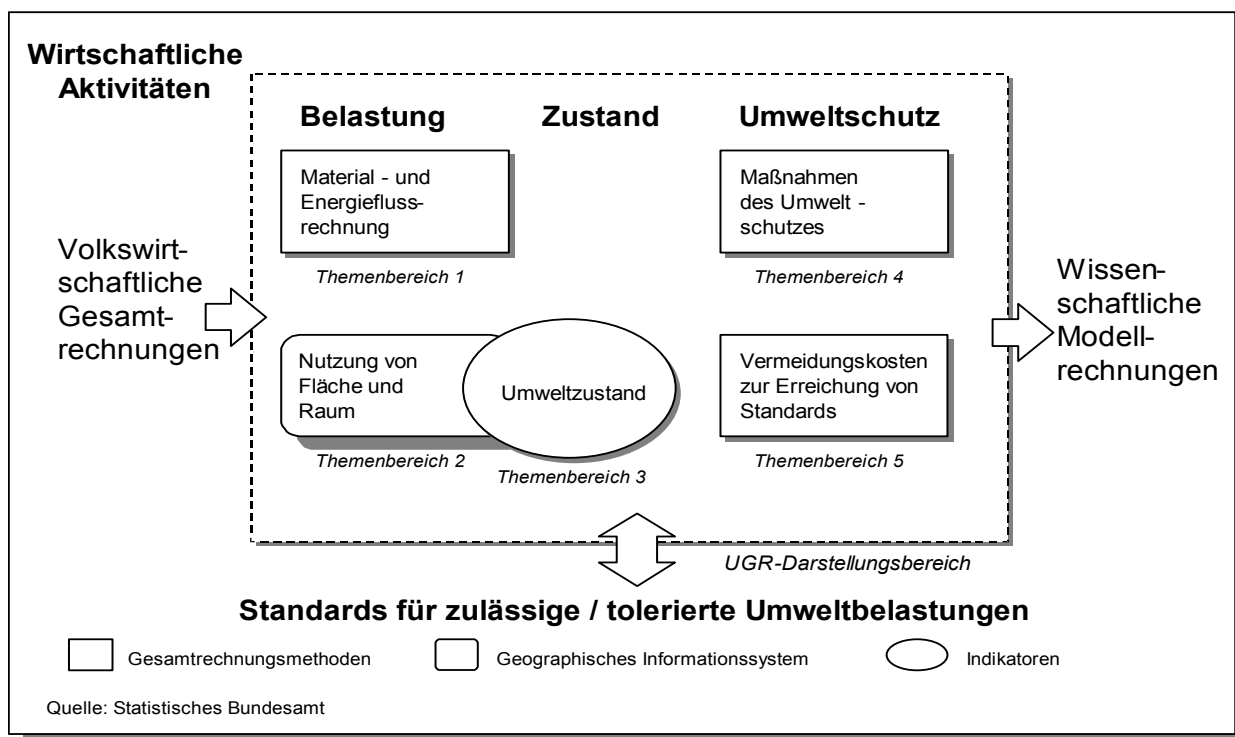 Wirtschaftliche
Aktivitäten
Belastung
Zustand
Umweltschutz
Material - und
Energiefluss-
rechnung
Themenbereich 1
Maßnahmen
des Umwelt -
schutzes
Themenbereich 4
Volkswirt-
schaftliche
Gesamt-
rechnungen
Nutzung von
Fläche und
Raum
Themenbereich 2
Umweltzustand
Themenbereich 3
Vermeidungskosten
zur Erreichung von
Standards
Themenbereich 5
Wissen-
schaftliche
Modell-
rechnungen
UGR-Darstellungsbereich
Standards für zulässige / tolerierte Umweltbelastungen
Gesamtrechnungsmethoden
Geographisches Informationssystem
Indikatoren
Quelle: Statistisches Bundesamt